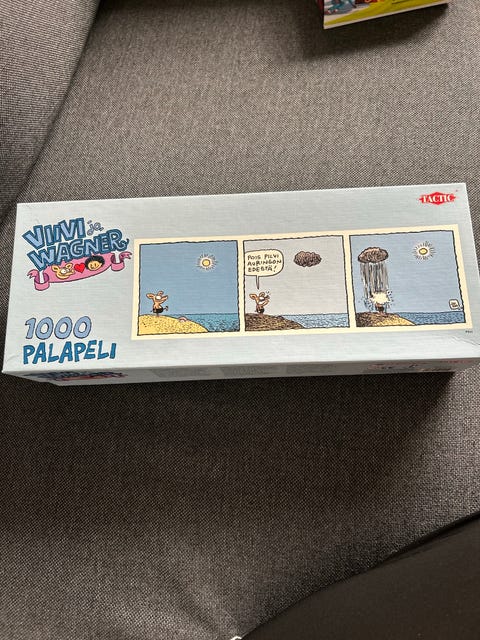 TACTIC
VIIVI ja
WAGNER
POIS PILVI
AURINGON
EDESTÄ!
1000
PALAPELI